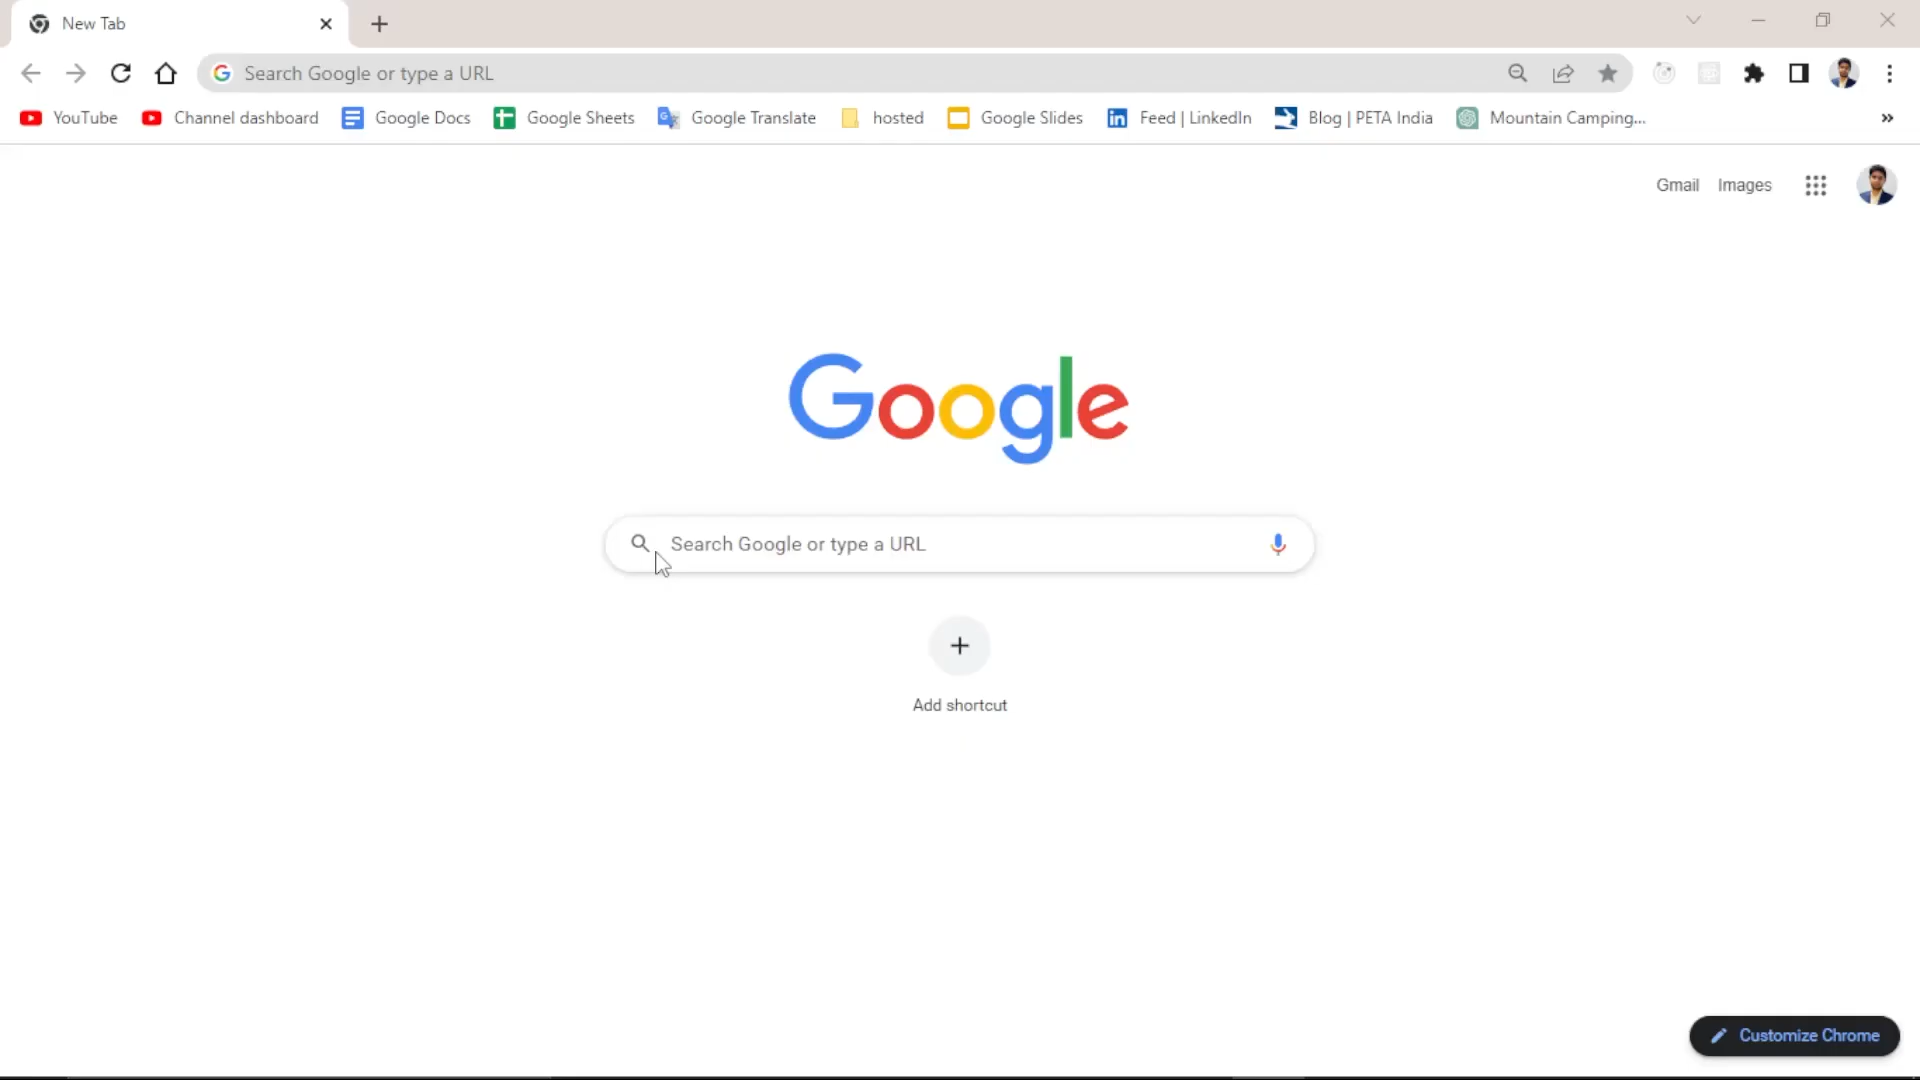 New Tab
Search Google or type a URL
YouTube Channel dashboard Google Docs Google Sheets Google Translate hosted Google Slides Feed | LinkedIn Blog | PETA India Mountain Camping... »
Gmail Images
Google
Search Google or type a URL
Add shortcut
Customize Chrome